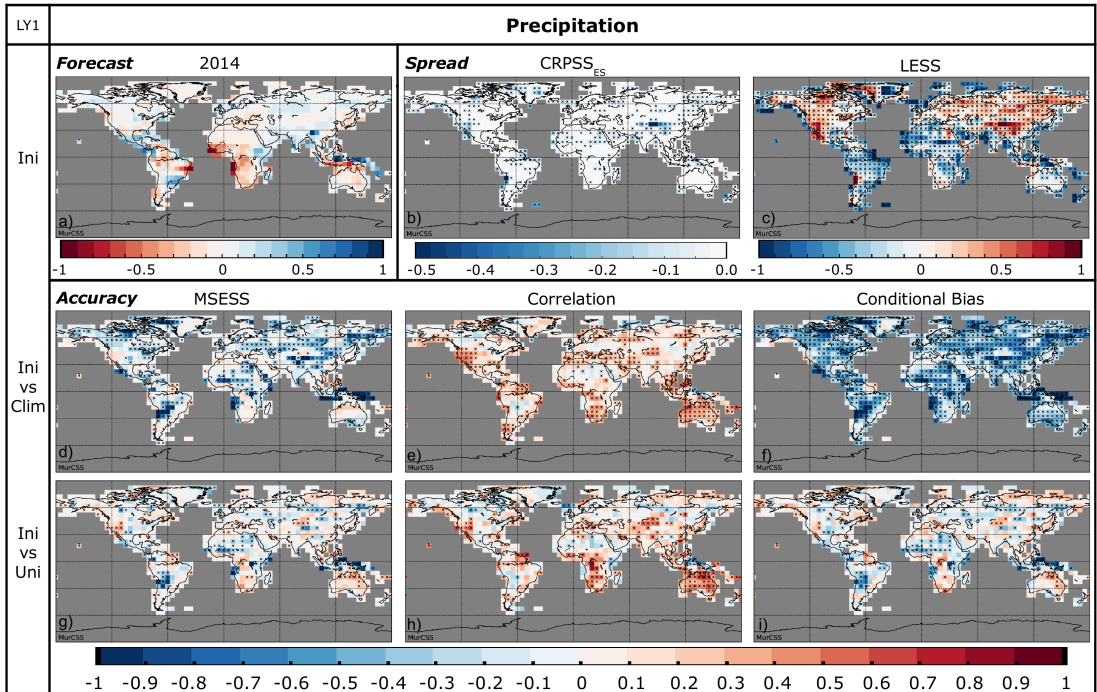 LY1
Precipitation
Ini
Forecast 2014
a)
MurCSS
-1 -0.5 0 0.5 1
Spread CRPSS_ES
b)
MurCSS
-0.5 -0.4 -0.3 -0.2 -0.1 0.0
LESS
c)
MurCSS
-1 -0.5 0 0.5 1
Ini
vs
Clim
Accuracy MSESS
d)
MurCSS
Correlation
e)
MurCSS
Conditional Bias
f)
MurCSS
Ini
vs
Uni
g)
MurCSS
h)
MurCSS
i)
MurCSS
-1 -0.9 -0.8 -0.7 -0.6 -0.5 -0.4 -0.3 -0.2 -0.1 0 0.1 0.2 0.3 0.4 0.5 0.6 0.7 0.8 0.9 1